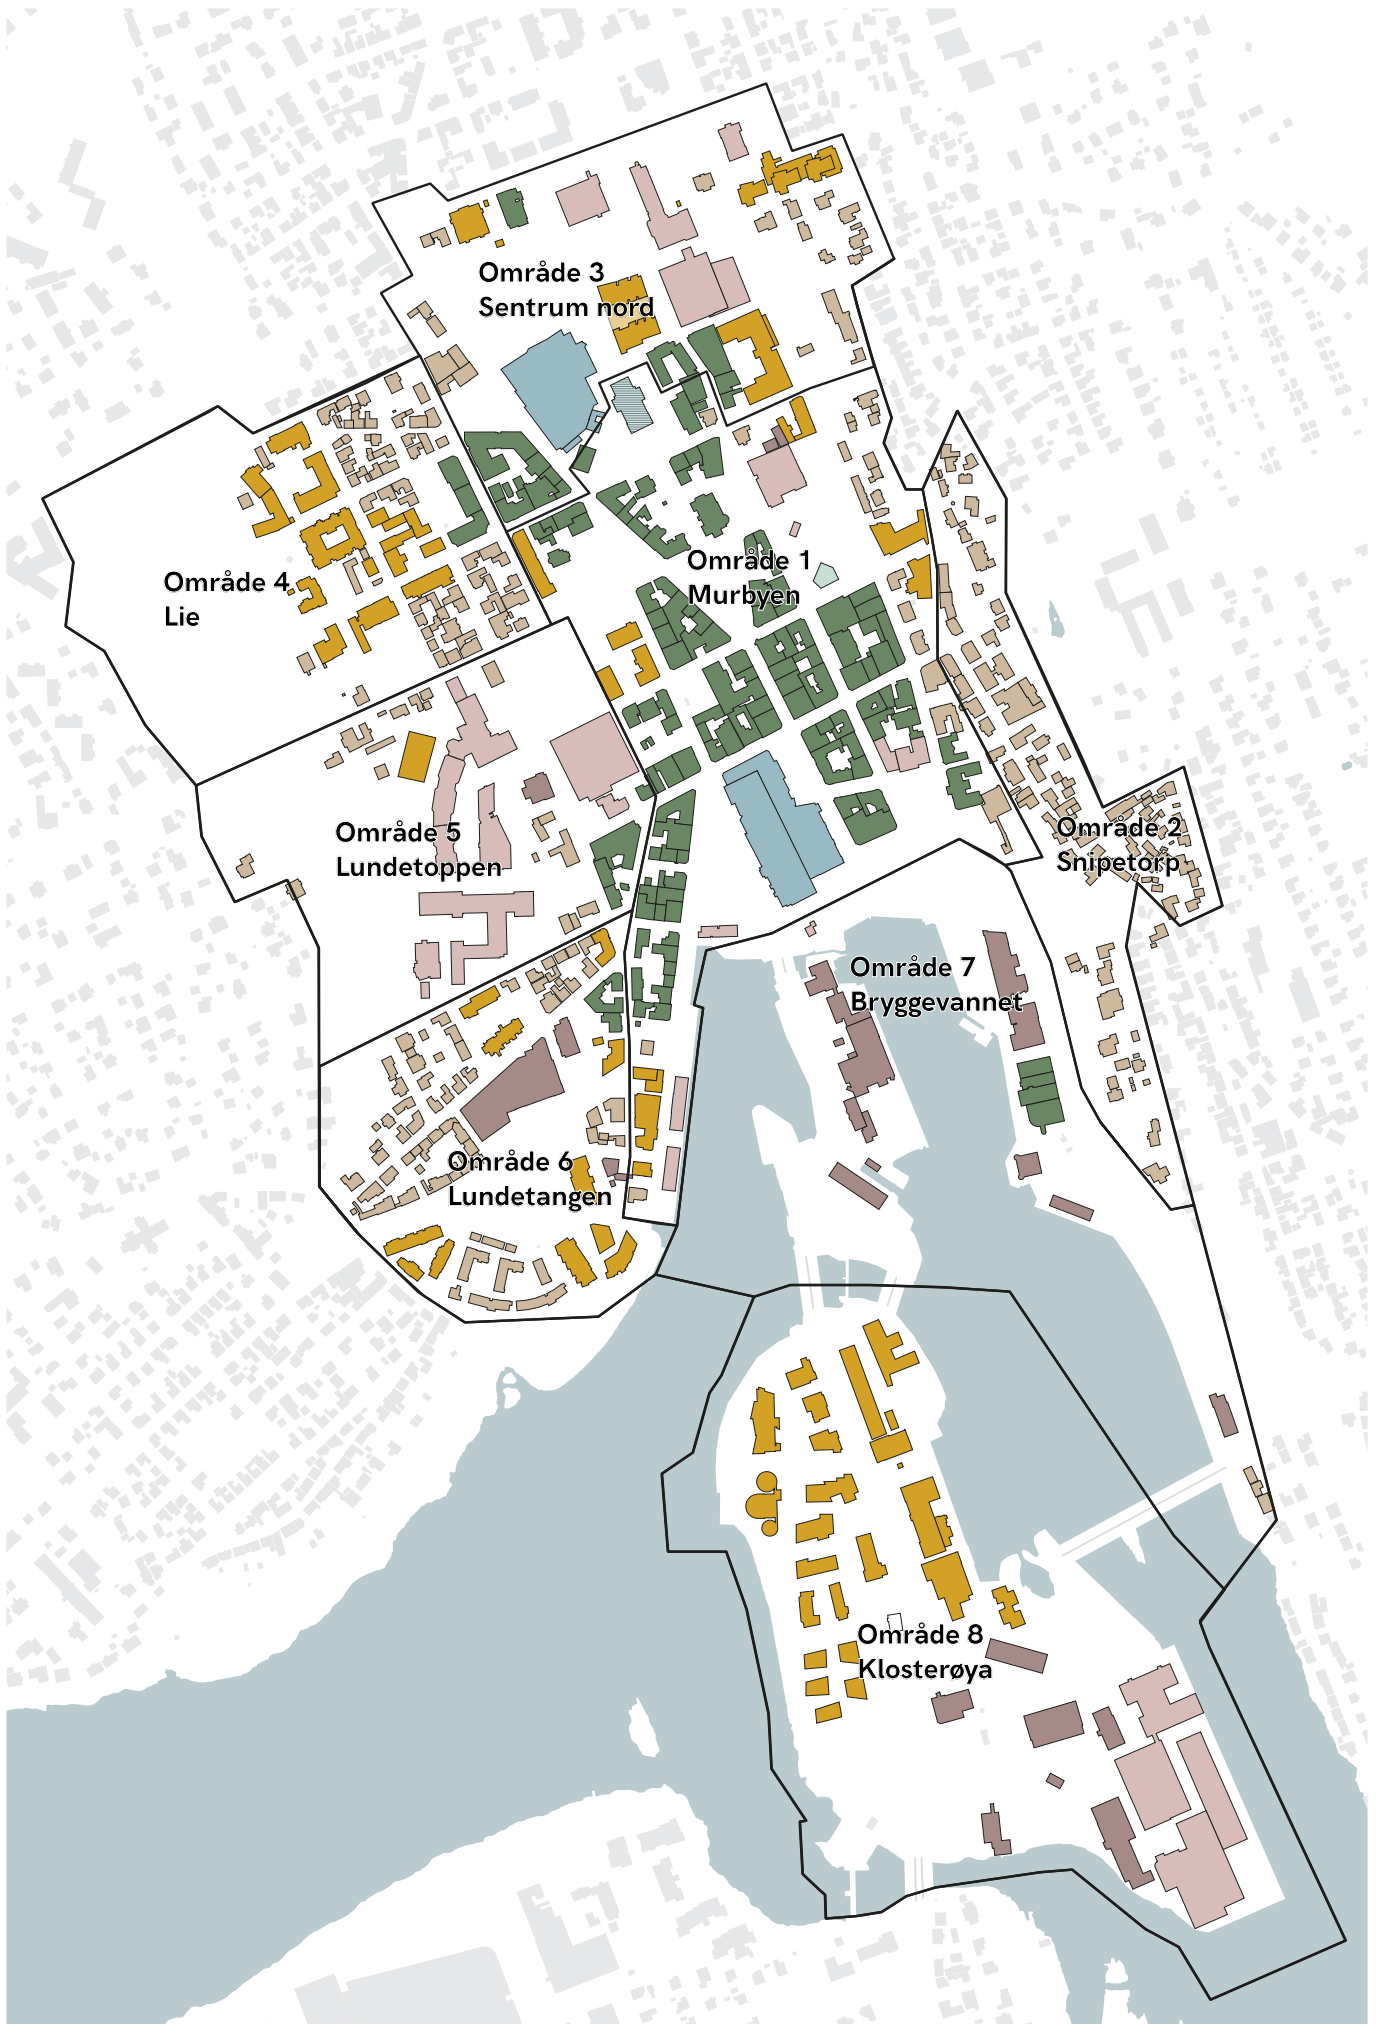 Område 3
Sentrum nord
Område 1
Murbyen
Område 4
Lie
Område 5
Lundetoppen
Område 2
Snipetorp
Område 7
Bryggevannet
Område 6
Lundetangen
Område 8
Klosterøya